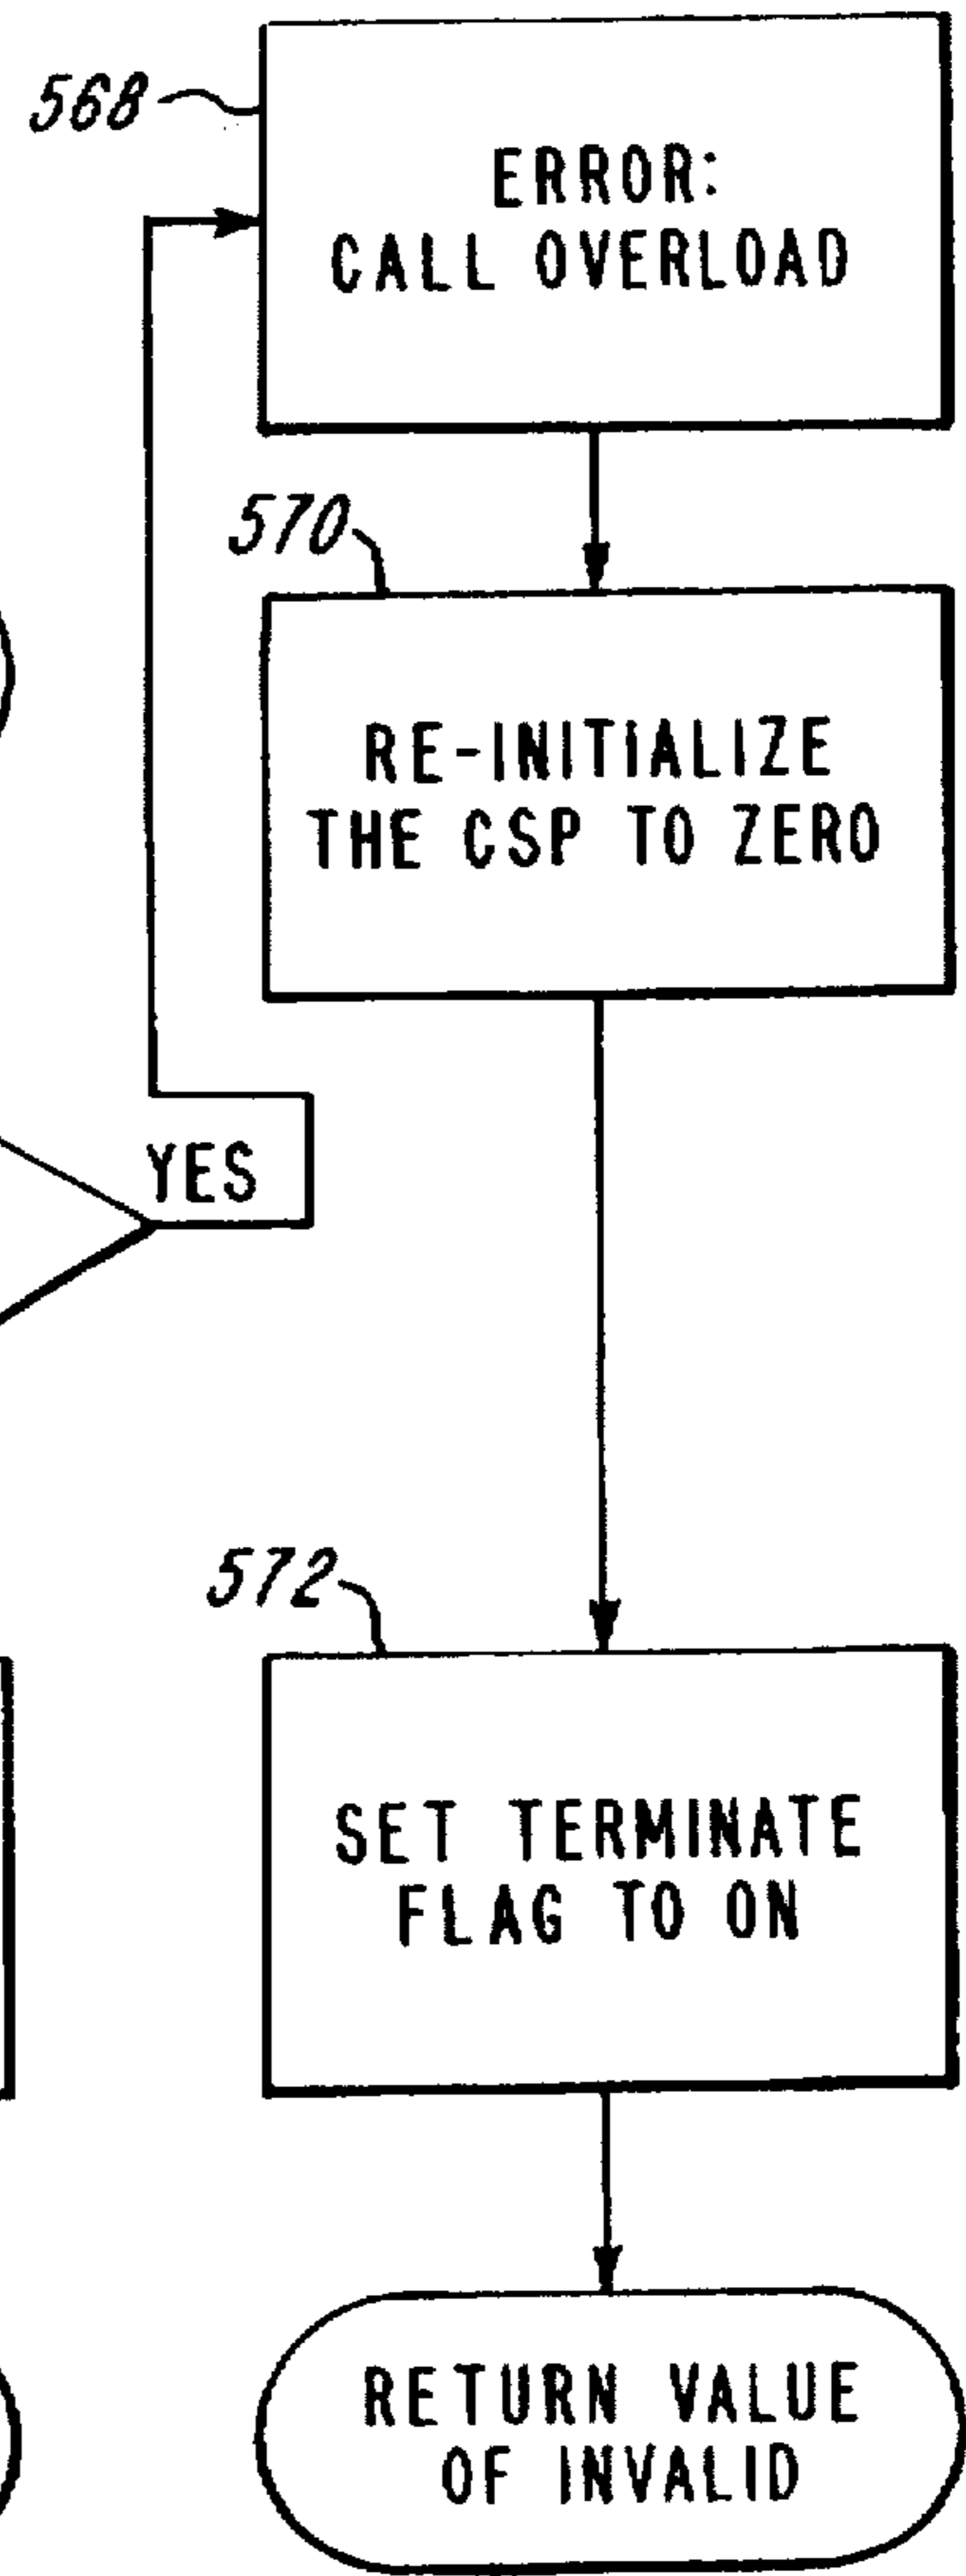 568
ERROR:
CALL OVERLOAD
570
RE-INITIALIZE
THE CSP TO ZERO
YES
572
SET TERMINATE
FLAG TO ON
RETURN VALUE
OF INVALID